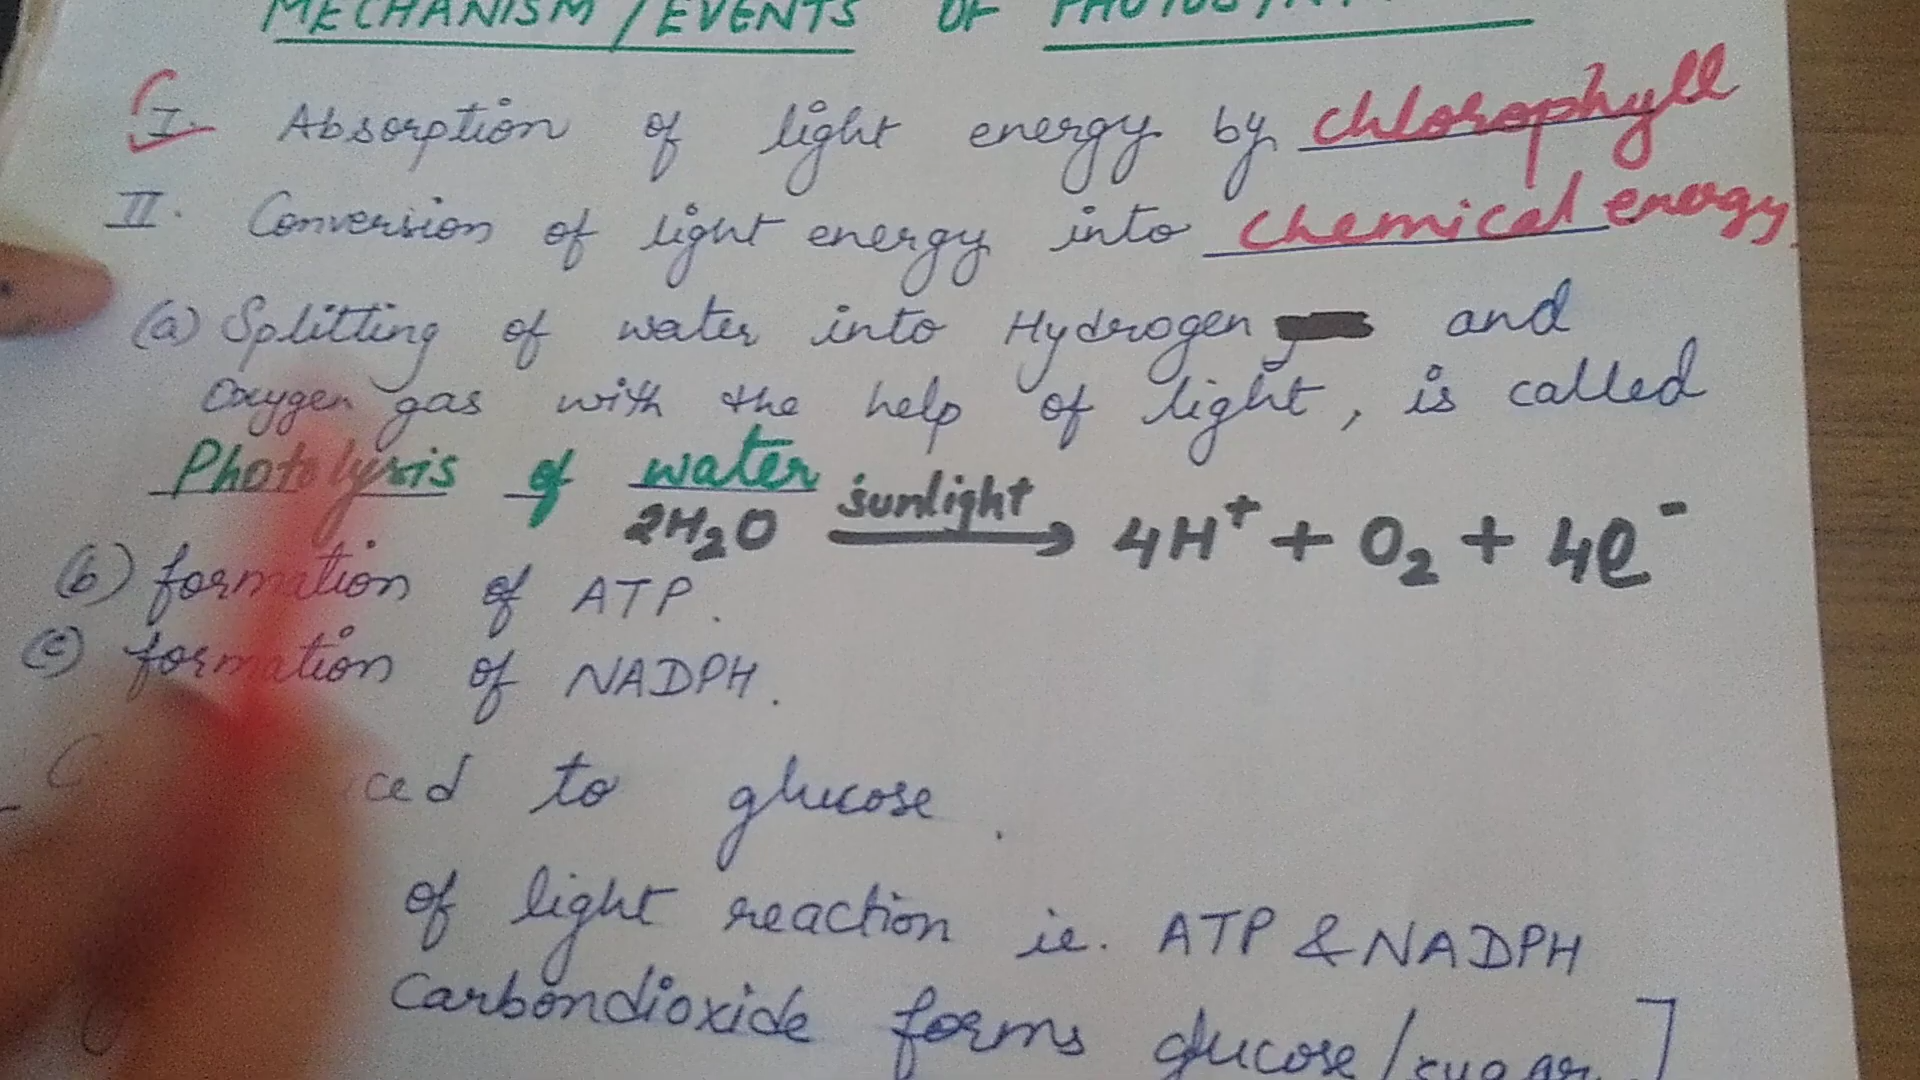 MECHANISM/EVENTS OF
I. Absorption of light energy by chlorophyll
II. Conversion of light energy into chemical energy.
(a) Splitting of water into Hydrogen and
Oxygen gas with the help of light, is called
Photolysis of water
2H₂O sunlight → 4H⁺ + O₂ + 4e⁻
(b) formation of ATP.
(c) formation of NADPH.
to glucose.
of light reaction ie. ATP & NADPH
Carbondioxide forms glucose/sugar]